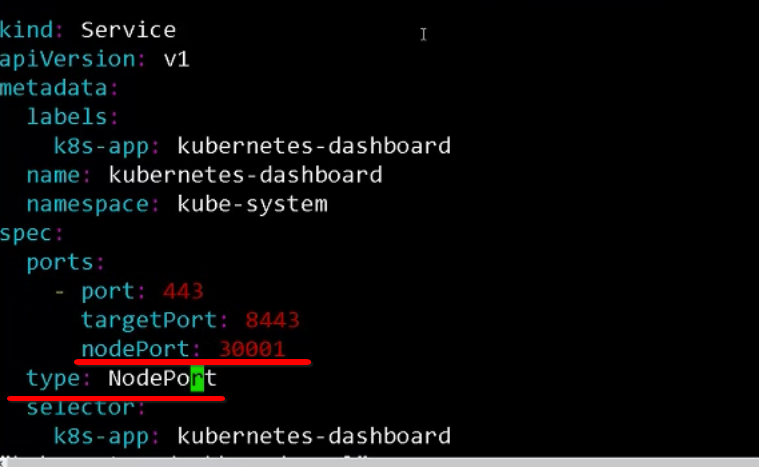 kind: Service
apiVersion: v1
metadata:
  labels:
    k8s-app: kubernetes-dashboard
  name: kubernetes-dashboard
  namespace: kube-system
spec:
  ports:
    - port: 443
      targetPort: 8443
      nodePort: 30001
  type: NodePort
  selector:
    k8s-app: kubernetes-dashboard